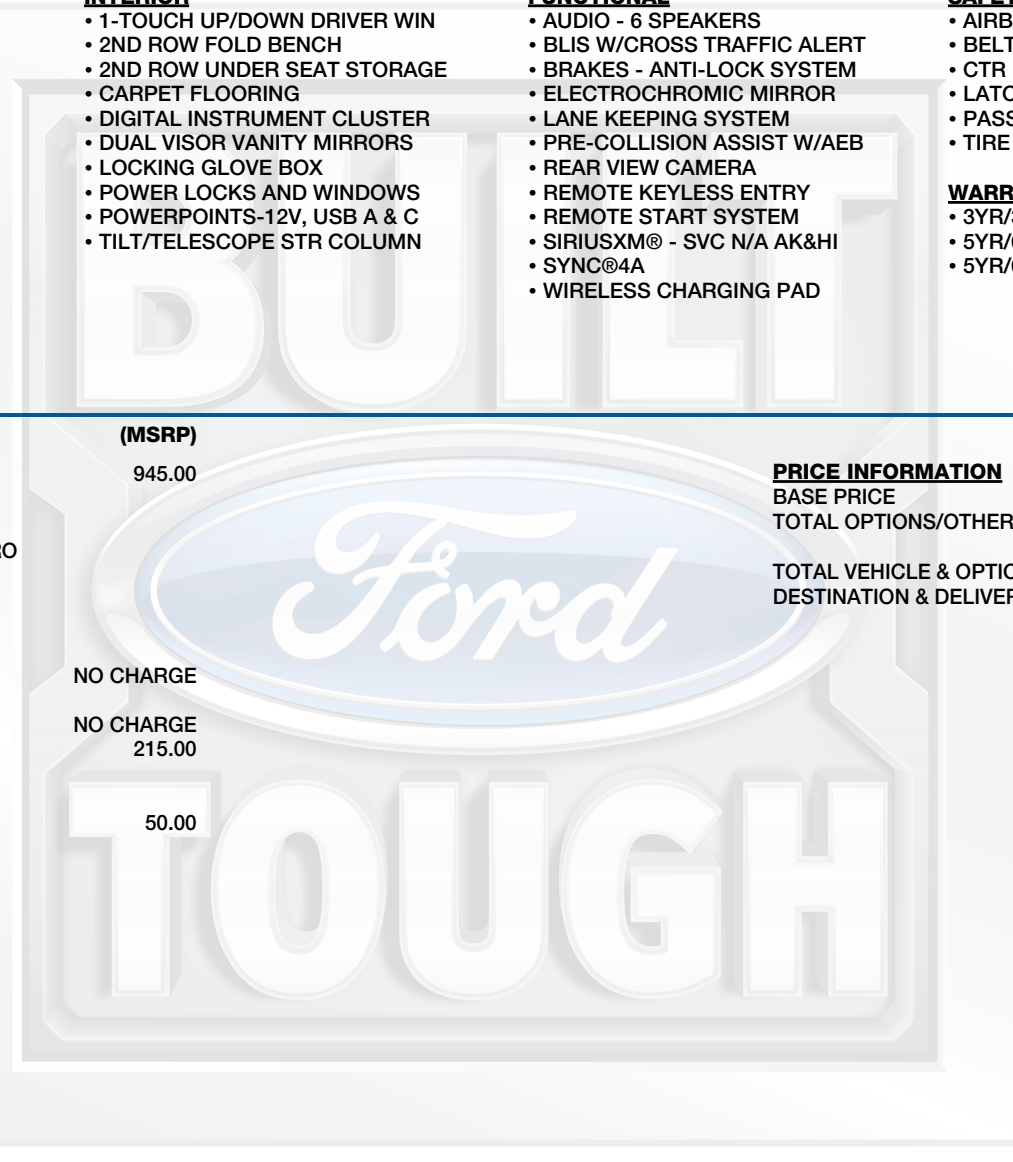 INTERIOR
• 1-TOUCH UP/DOWN DRIVER WIN
• 2ND ROW FOLD BENCH
• 2ND ROW UNDER SEAT STORAGE
• CARPET FLOORING
• DIGITAL INSTRUMENT CLUSTER
• DUAL VISOR VANITY MIRRORS
• LOCKING GLOVE BOX
• POWER LOCKS AND WINDOWS
• POWERPOINTS-12V, USB A & C
• TILT/TELESCOPE STR COLUMN
FUNCTIONAL
• AUDIO - 6 SPEAKERS
• BLIS W/CROSS TRAFFIC ALERT
• BRAKES - ANTI-LOCK SYSTEM
• ELECTROCHROMIC MIRROR
• LANE KEEPING SYSTEM
• PRE-COLLISION ASSIST W/AEB
• REAR VIEW CAMERA
• REMOTE KEYLESS ENTRY
• REMOTE START SYSTEM
• SIRIUSXM® - SVC N/A AK&HI
• SYNC®4A
• WIRELESS CHARGING PAD
SAFETY
• AIRB
• BELT
• CTR
• LATC
• PASS
• TIRE
WARR
• 3YR/
• 5YR/
• 5YR/
BUILT
Ford
TOUGH
(MSRP)
945.00
RO
NO CHARGE
NO CHARGE
215.00
50.00
PRICE INFORMATION
BASE PRICE
TOTAL OPTIONS/OTHER
TOTAL VEHICLE & OPTIO
DESTINATION & DELIVER